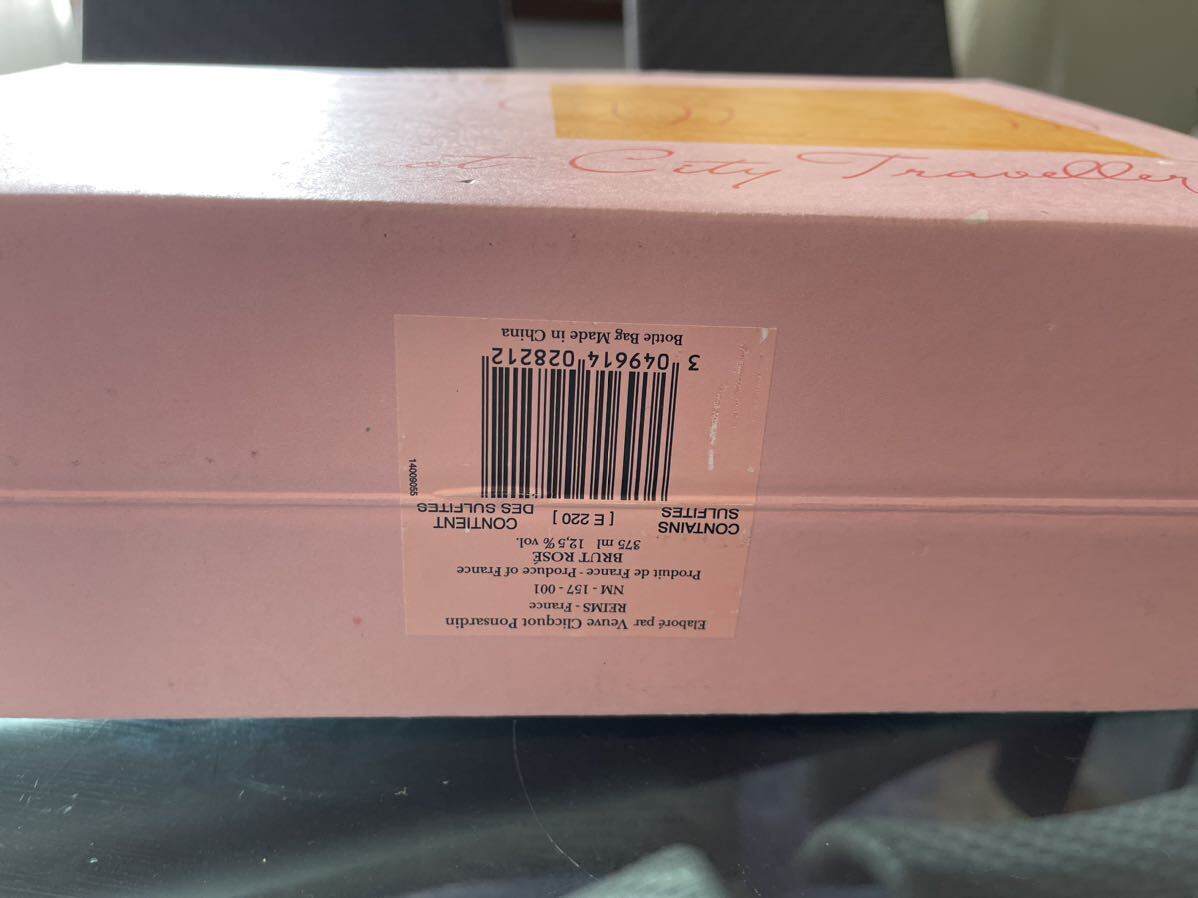 ot City Traveller
Elaboré par Veuve Clicquot Ponsardin
REIMS - France
NM - 157 - 001
Produit de France - Produce of France
BRUT ROSÉ
375 ml 12,5% vol.
CONTAINS SULFITES
[ E 220 ]
CONTIENT DES SULFITES
14009055
3 049614 028212
Bottle Bag Made in China